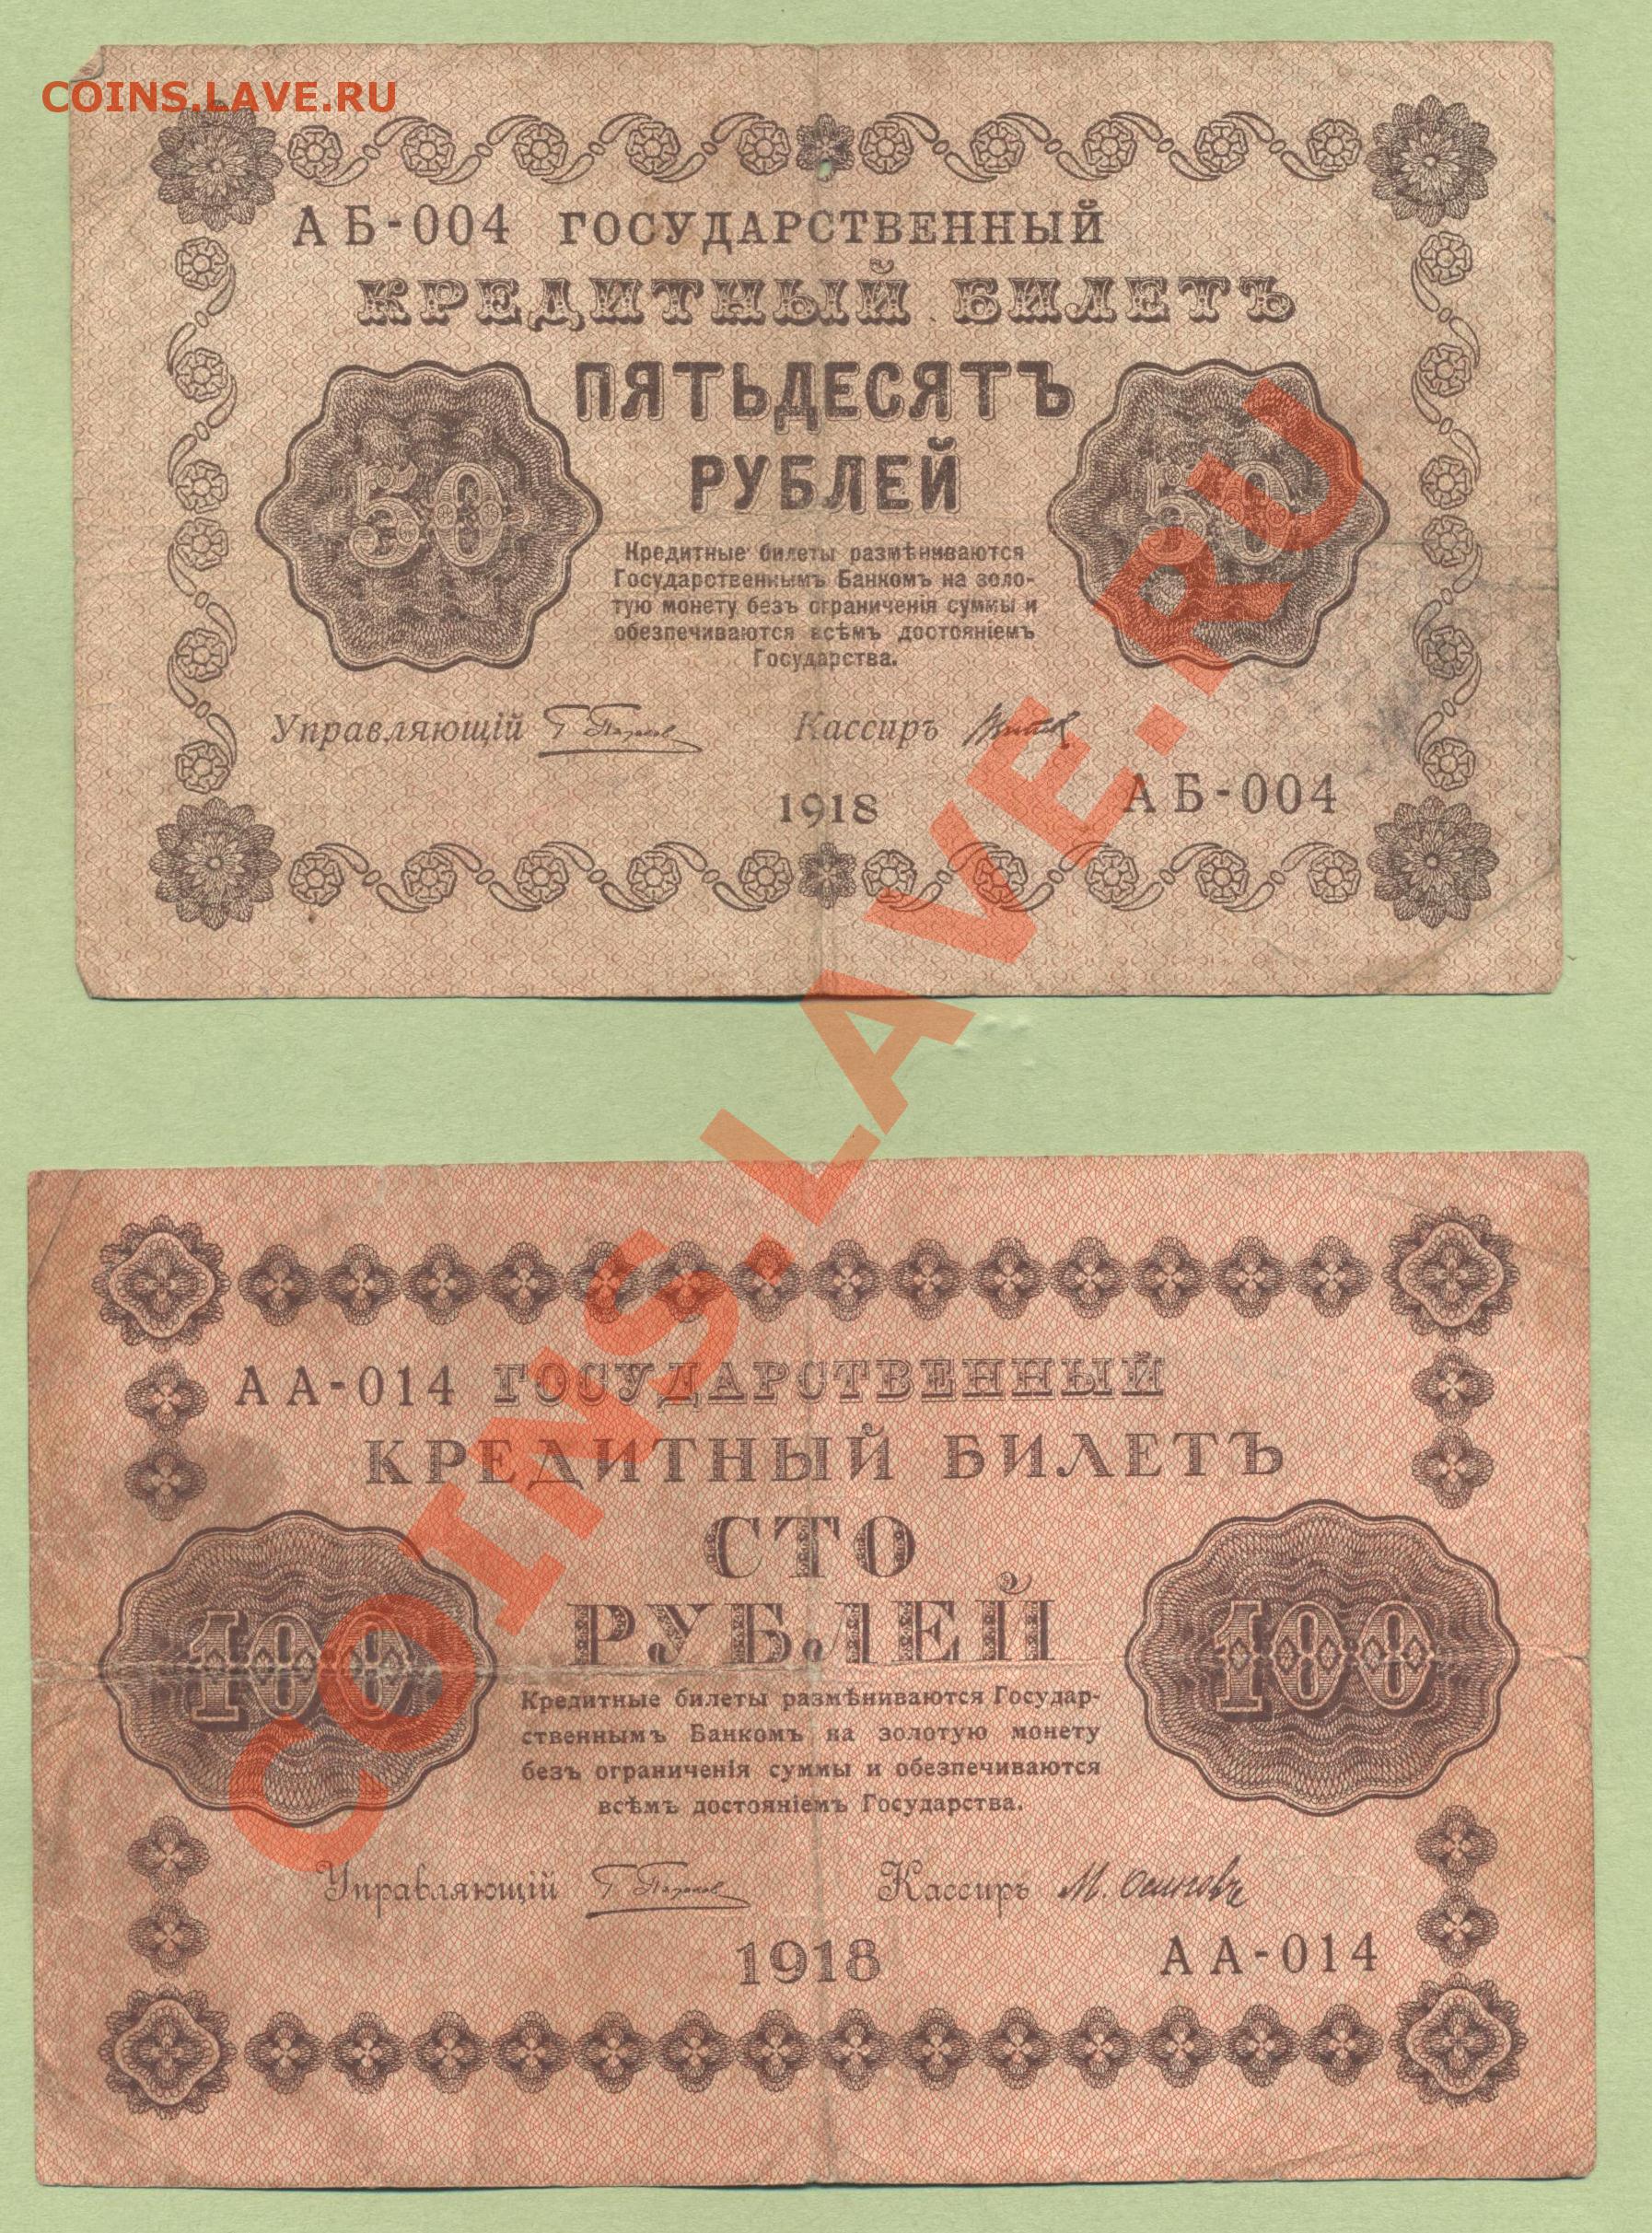 COINS.LAVE.RU
АБ-004 ГОСУДАРСТВЕННЫЙ
КРЕДИТНЫЙ БИЛЕТЪ
ПЯТЬДЕСЯТЪ
РУБЛЕЙ
50
50
Кредитные билеты размѣниваются
Государственнымъ Банкомъ на золо-
тую монету безъ ограниченія суммы и
обезпечиваются всѣмъ достояніемъ
Государства.
Управляющій Кассиръ
1918
АБ-004
COINS.LAVE.RU
АА-014 ГОСУДАРСТВЕННЫЙ
КРЕДИТНЫЙ БИЛЕТЪ
СТО
РУБЛЕЙ
100
100
Кредитные билеты размѣниваются Государ-
ственнымъ Банкомъ на золотую монету
безъ ограниченія суммы и обезпечиваются
всѣмъ достояніемъ Государства.
Управляющій Кассиръ
1918
АА-014